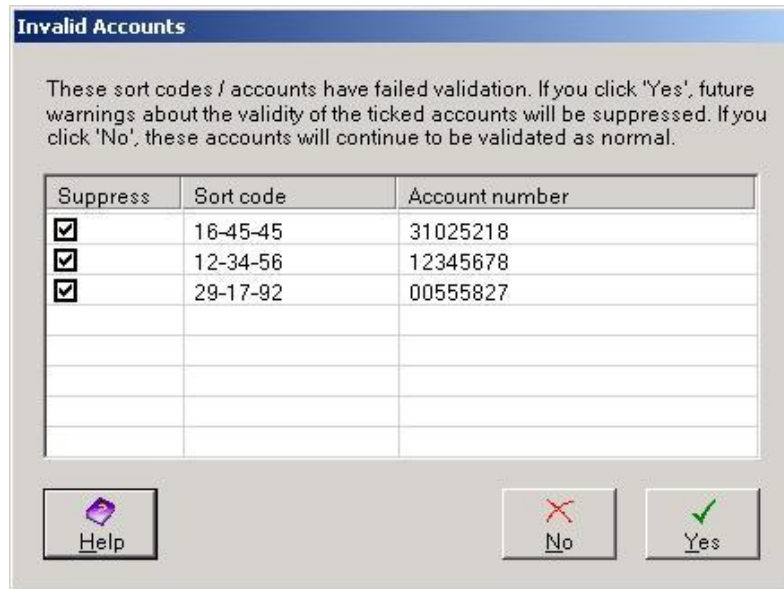 Invalid Accounts
These sort codes / accounts have failed validation. If you click 'Yes', future
warnings about the validity of the ticked accounts will be suppressed. If you
click 'No', these accounts will continue to be validated as normal.
Suppress Sort code Account number
16-45-45 31025218
12-34-56 12345678
29-17-92 00555827
Help No Yes